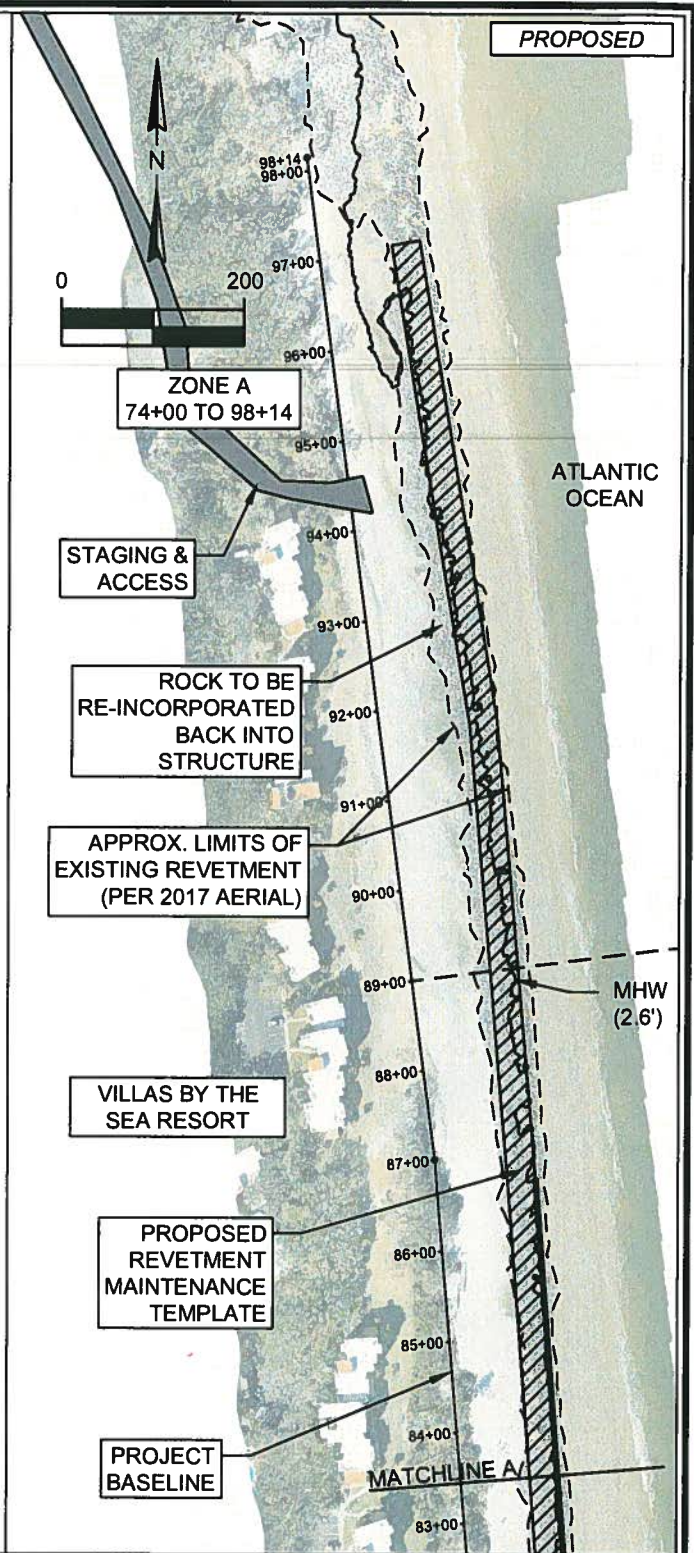 PROPOSED
N
98+14
98+00
97+00
0 200
96+00
ZONE A
74+00 TO 98+14
95+00
ATLANTIC
OCEAN
94+00
STAGING &
ACCESS
93+00
ROCK TO BE
RE-INCORPORATED
BACK INTO
STRUCTURE
92+00
91+00
APPROX. LIMITS OF
EXISTING REVETMENT
(PER 2017 AERIAL)
90+00
89+00
MHW
(2.6')
88+00
VILLAS BY THE
SEA RESORT
87+00
PROPOSED
REVETMENT
MAINTENANCE
TEMPLATE
86+00
85+00
84+00
PROJECT
BASELINE
MATCHLINE A
83+00